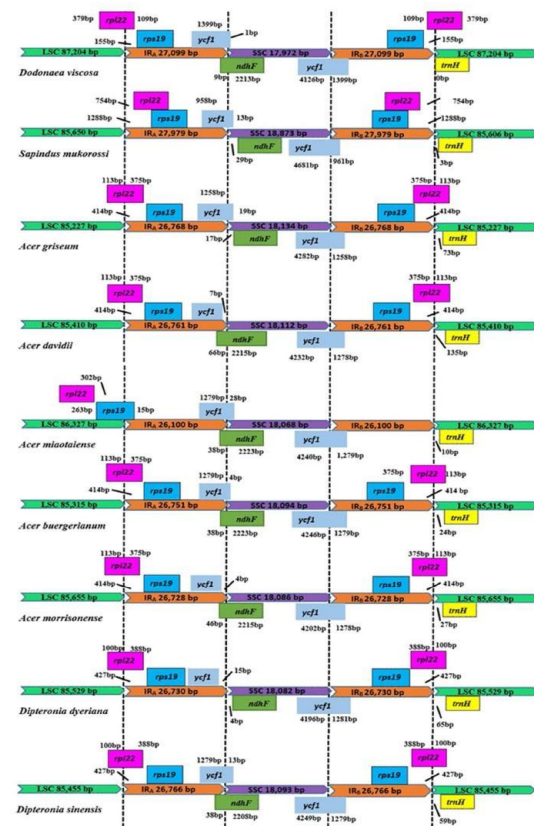 379bp rpl22 109bp 1399bp 1bp 109bp rpl22 379bp
155bp rps19 ycf1 rps19 155bp
LSC 87,204 bp IRA 27,099 bp SSC 17,972 bp IRB 27,099 bp LSC 87,204 bp
Dodonaea viscosa 9bp ndhF 2213bp ycf1 4126bp 1399bp 0bp trnH
754bp rpl22 958bp rpl22 754bp
1288bp rps19 ycf1 13bp rps19 1288bp
LSC 85,650 bp IRA 27,979 bp SSC 18,873 bp IRB 27,979 bp LSC 85,606 bp
Sapindus mukorossi 29bp ndhF ycf1 4681bp 961bp 3bp trnH
113bp rpl22 375bp 1258bp 375bp rpl22 113bp
414bp rps19 ycf1 19bp rps19 414bp
LSC 85,227 bp IRA 26,768 bp SSC 18,134 bp IRB 26,768 bp LSC 85,227 bp
Acer griseum 17bp ndhF ycf1 4282bp 1258bp 73bp trnH
113bp rpl22 375bp 7bp 375bp rpl22 113bp
414bp rps19 ycf1 rps19 414bp
LSC 85,410 bp IRA 26,761 bp SSC 18,112 bp IRB 26,761 bp LSC 85,410 bp
Acer davidii 66bp ndhF 2215bp ycf1 4232bp 1278bp 135bp trnH
rpl22 302bp 1279bp 28bp
263bp rps19 15bp ycf1
LSC 86,327 bp IRA 26,100 bp SSC 18,068 bp IRB 26,100 bp LSC 86,327 bp
Acer miaotaiense 38bp ndhF 2223bp ycf1 4240bp 1,279bp 10bp trnH
113bp rpl22 375bp 1279bp 4bp 375bp rpl22 113bp
414bp rps19 ycf1 rps19 414 bp
LSC 85,315 bp IRA 26,751 bp SSC 18,094 bp IRB 26,751 bp LSC 85,315 bp
Acer buergerianum 38bp ndhF 2223bp ycf1 4246bp 1279bp 24bp trnH
113bp rpl22 375bp 4bp 375bp rpl22 113bp
414bp rps19 ycf1 rps19 414bp
LSC 85,655 bp IRA 26,728 bp SSC 18,086 bp IRB 26,728 bp LSC 85,655 bp
Acer morrisonense 46bp ndhF 2215bp ycf1 4202bp 1278bp 27bp trnH
100bp rpl22 388bp 15bp 388bp rpl22 100bp
427bp rps19 ycf1 rps19 427bp
LSC 85,529 bp IRA 26,730 bp SSC 18,082 bp IRB 26,730 bp LSC 85,529 bp
Dipteronia dyeriana 4bp ndhF ycf1 4196bp 1281bp 65bp trnH
100bp rpl22 388bp 1279bp 13bp 388bp rpl22 100bp
427bp rps19 ycf1 rps19 427bp
LSC 85,455 bp IRA 26,766 bp SSC 18,093 bp IRB 26,766 bp LSC 85,455 bp
Dipteronia sinensis 38bp ndhF 2208bp ycf1 4249bp 1279bp 59bp trnH